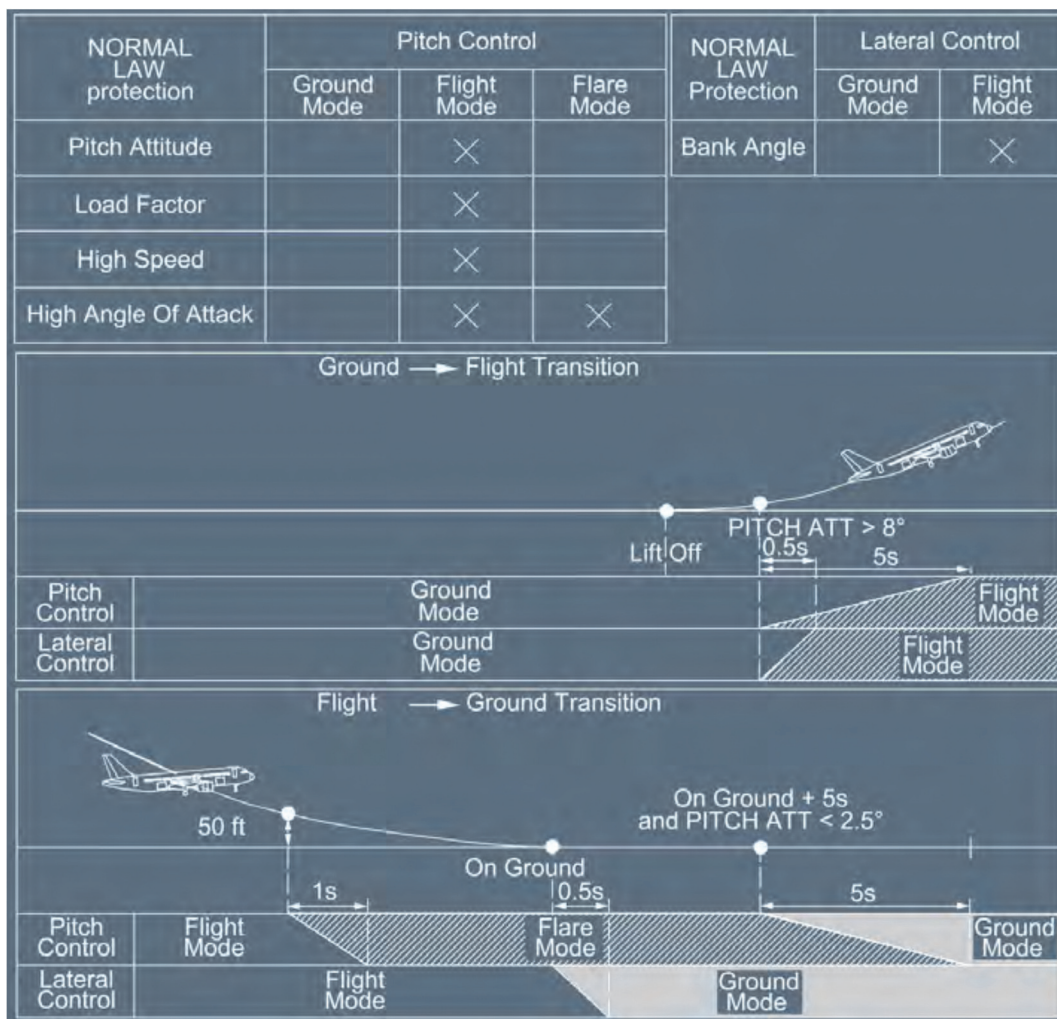 NORMAL
LAW
protection
Pitch Control
Ground
Mode
Flight
Mode
Flare
Mode
Pitch Attitude
Load Factor
High Speed
High Angle Of Attack
NORMAL
LAW
Protection
Lateral Control
Ground
Mode
Flight
Mode
Bank Angle
Ground → Flight Transition
PITCH ATT > 8°
Lift Off
0.5s
5s
Pitch
Control
Ground
Mode
Flight
Mode
Lateral
Control
Ground
Mode
Flight
Mode
Flight → Ground Transition
50 ft
On Ground + 5s
and PITCH ATT < 2.5°
On Ground
1s
0.5s
5s
Pitch
Control
Flight
Mode
Flare
Mode
Ground
Mode
Lateral
Control
Flight
Mode
Ground
Mode